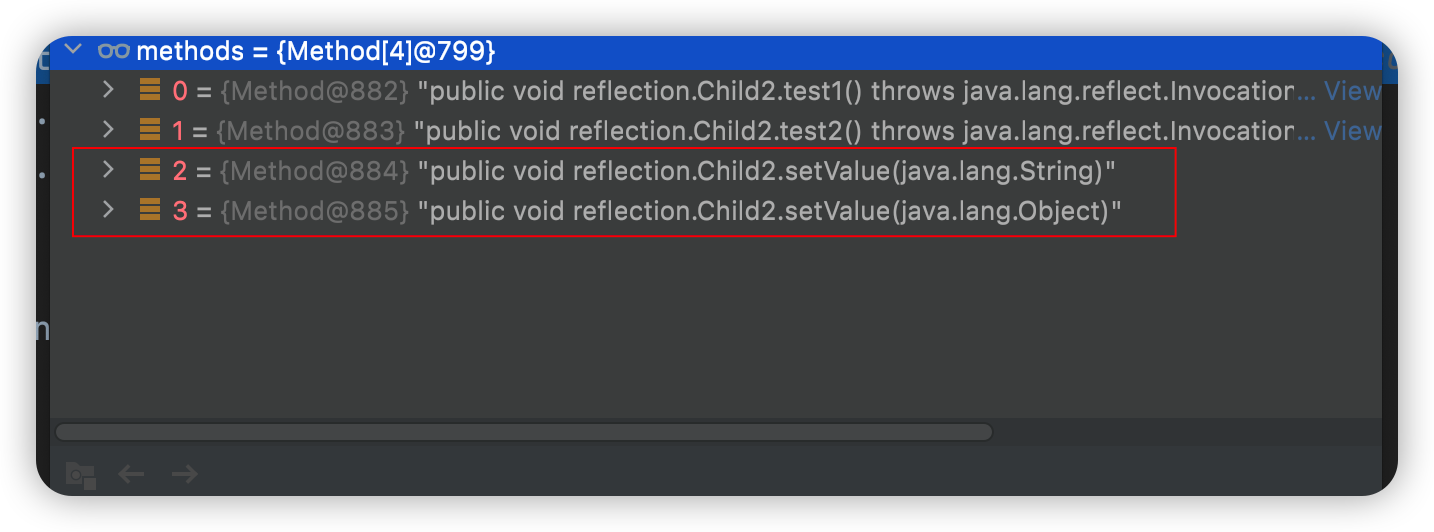 methods = {Method[4]@799}
0 = {Method@882} "public void reflection.Child2.test1() throws java.lang.reflect.Invocation... View
1 = {Method@883} "public void reflection.Child2.test2() throws java.lang.reflect.Invocation... View
2 = {Method@884} "public void reflection.Child2.setValue(java.lang.String)"
3 = {Method@885} "public void reflection.Child2.setValue(java.lang.Object)"